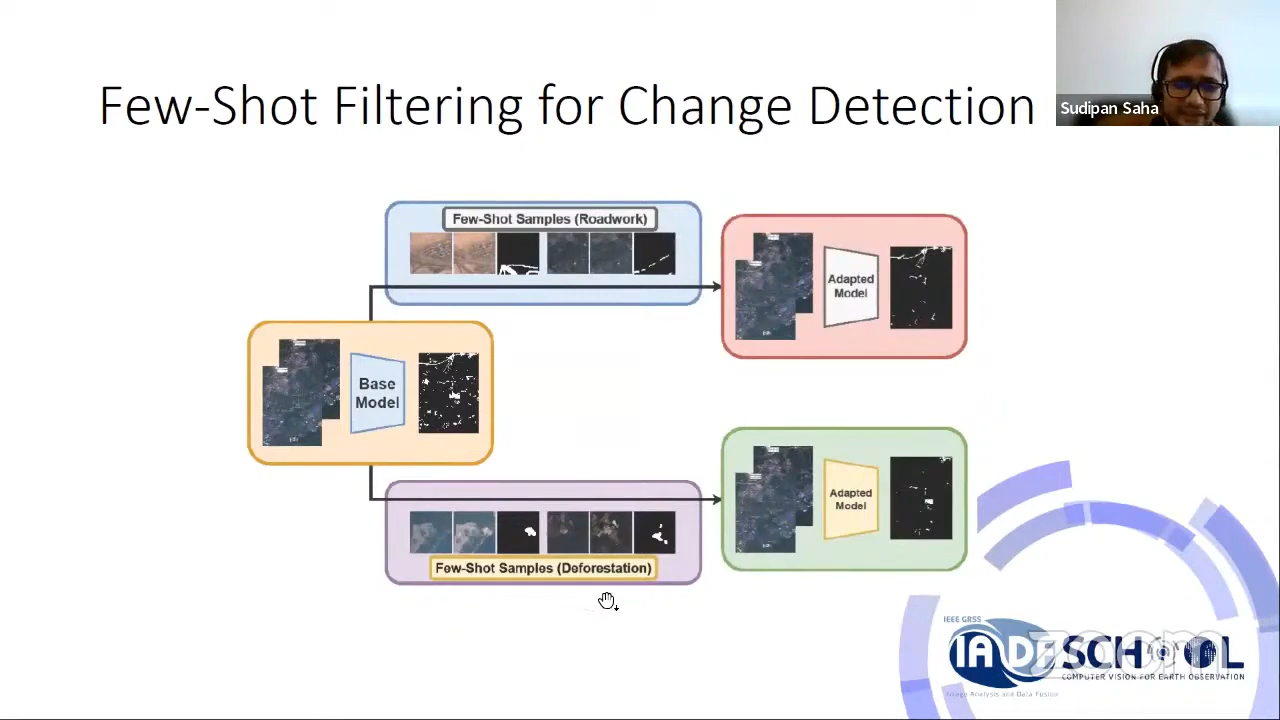 Few-Shot Filtering for Change Detection
Sudipan Saha
Few-Shot Samples (Roadwork)
Adapted
Model
Base
Model
Adapted
Model
Few-Shot Samples (Deforestation)
IEEE GRSS
IADF SCHOOL
zoom
COMPUTER VISION FOR EARTH OBSERVATION
Image Analysis and Data Fusion